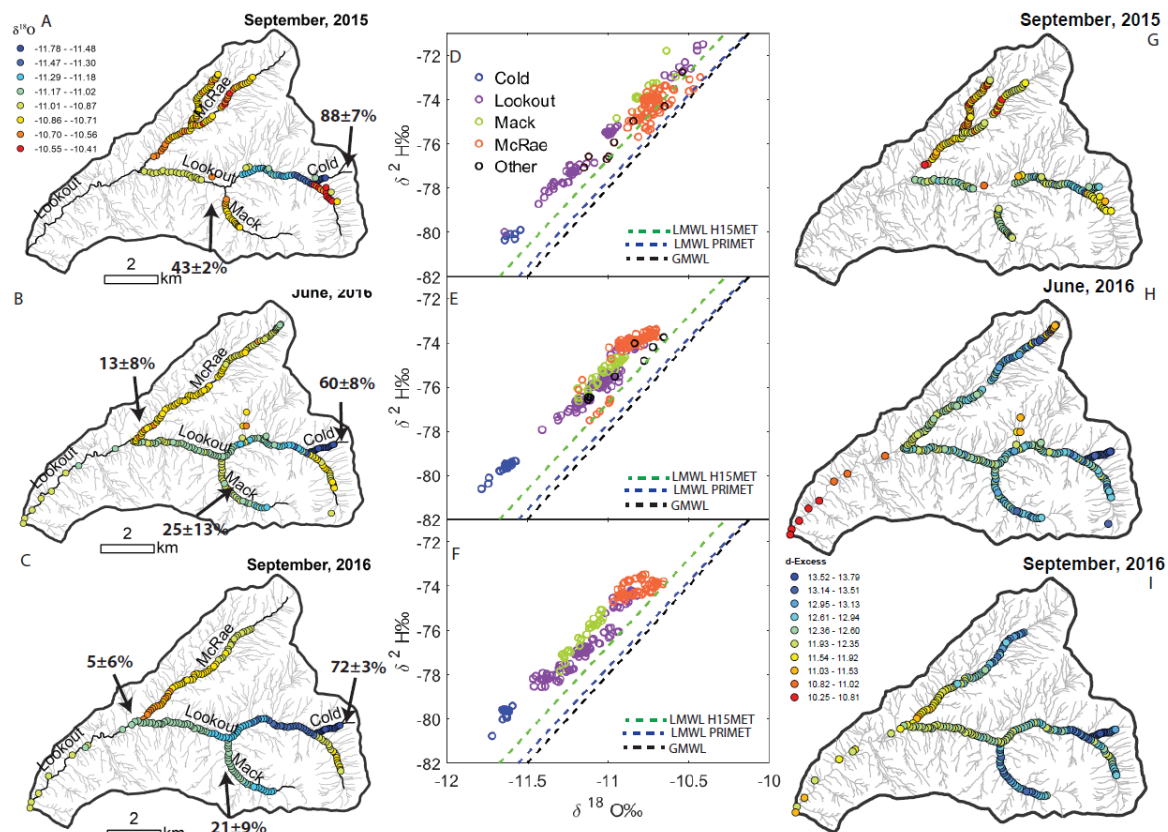 A
September, 2015
δ¹⁸O
-11.78 - -11.48
-11.47 - -11.30
-11.29 - -11.18
-11.17 - -11.02
-11.01 - -10.87
-10.86 - -10.71
-10.70 - -10.56
-10.55 - -10.41
McRae
88±7%
Lookout
Cold
Lookout
Mack
2
km
43±2%
B
June, 2016
13±8%
McRae
60±8%
Lookout
Cold
Lookout
Mack
2
km
25±13%
C
September, 2016
5±6%
McRae
72±3%
Lookout
Cold
Lookout
Mack
2
km
21±9%
D
Cold
Lookout
Mack
McRae
Other
LMWL H15MET
LMWL PRIMET
GMWL
-72
-74
-76
-78
-80
-82
δ ² H‰
E
LMWL H15MET
LMWL PRIMET
GMWL
-72
-74
-76
-78
-80
-82
δ ² H‰
F
LMWL H15MET
LMWL PRIMET
GMWL
-72
-74
-76
-78
-80
-82
δ ² H‰
-12 -11.5 -11 -10.5 -10
δ ¹⁸ O‰
September, 2015
G
June, 2016
H
September, 2016
I
d-Excess
13.52 - 13.79
13.14 - 13.51
12.95 - 13.13
12.61 - 12.94
12.36 - 12.60
11.93 - 12.35
11.54 - 11.92
11.03 - 11.53
10.82 - 11.02
10.25 - 10.81